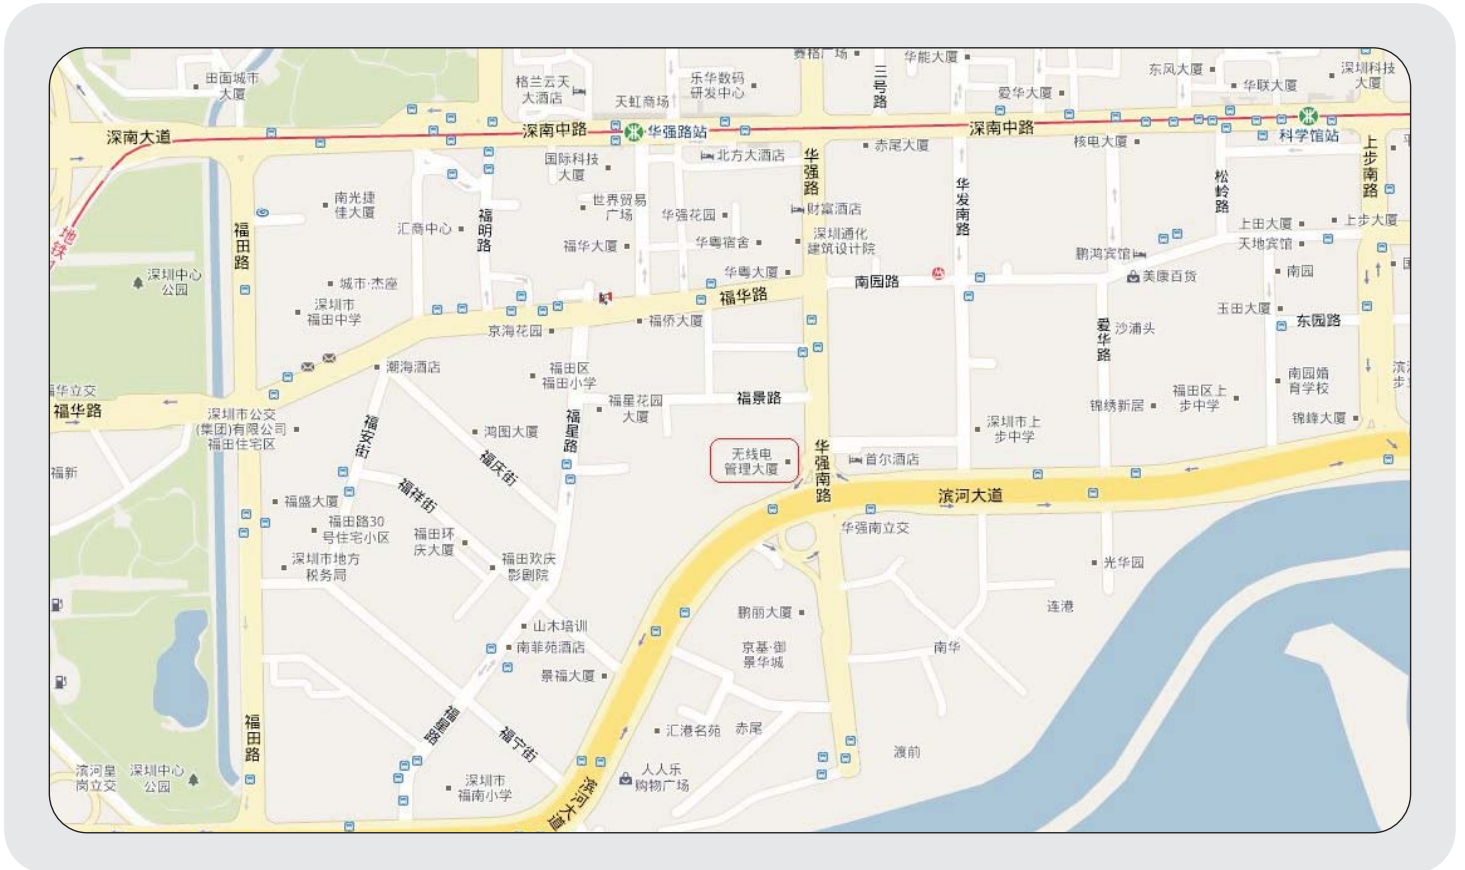 赛格广场
华能大厦
三号路
东风大厦
深圳科技
大厦
田面城市
大厦
格兰云天
大酒店
乐华数码
研发中心
华联大厦
爱华大厦
天虹商场
深南大道
深南中路
华强路站
深南中路
科学馆站
上步南路
赤尾大厦
核电大厦
国际科技
大厦
北方大酒店
华强路
华发南路
松岭路
南光捷
佳大厦
世界贸易
广场
华强花园
财富酒店
汇商中心
福明路
福田路
地铁
上田大厦
上步大厦
天地宾馆
福华大厦
华粤宿舍
深圳通化
建筑设计院
鹏鸿宾馆
美康百货
南园
深圳中心
公园
城市·杰座
华粤大厦
南园路
福华路
深圳市
福田中学
京海花园
福侨大厦
玉田大厦
东园路
爱华路
沙浦头
潮海酒店
福田区
福田小学
南园婚
育学校
福华立交
福华路
福星花园
大厦
福景路
锦绣新居
福田区上
步中学
锦峰大厦
深圳市公交
(集团)有限公司
福田住宅区
福安街
鸿图大厦
福星路
深圳市上
步中学
福庆街
无线电
管理大厦
华强南路
首尔酒店
福新
福祥街
滨河大道
福盛大厦
福田路30
号住宅小区
福田环
庆大厦
华强南立交
深圳市地方
税务局
福田欢庆
影剧院
光华园
连港
鹏丽大厦
山木培训
南菲苑酒店
京基·御
景华城
南华
景福大厦
福田路
福星路
福宁街
汇港名苑
赤尾
渡前
滨河皇
岗立交
深圳中心
公园
深圳市
福南小学
人人乐
购物广场
滨河大道